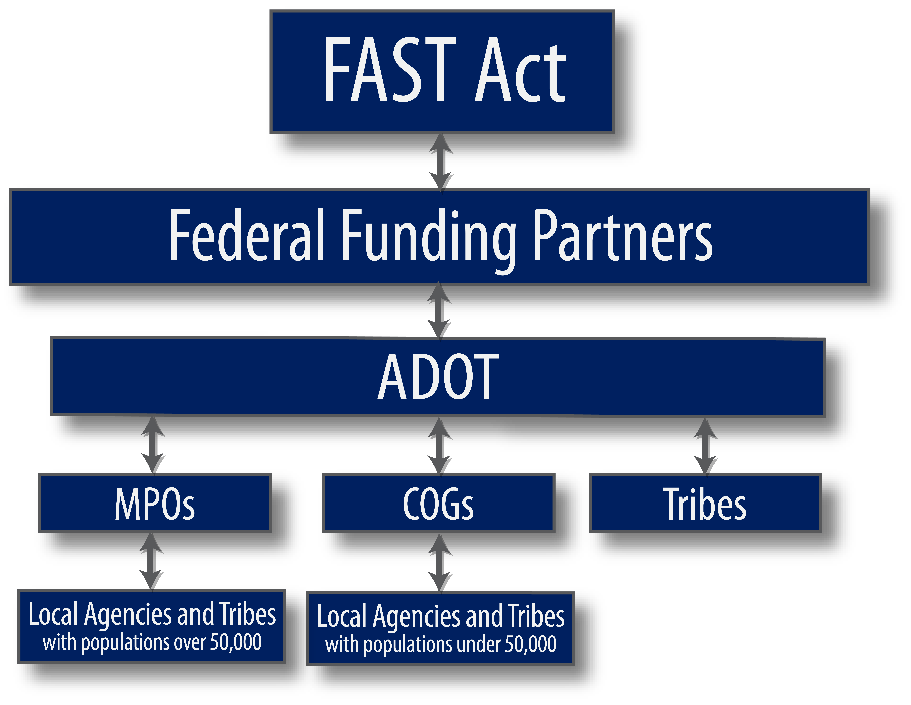 FAST Act
Federal Funding Partners
ADOT
MPOs
COGs
Tribes
Local Agencies and Tribes
with populations over 50,000
Local Agencies and Tribes
with populations under 50,000